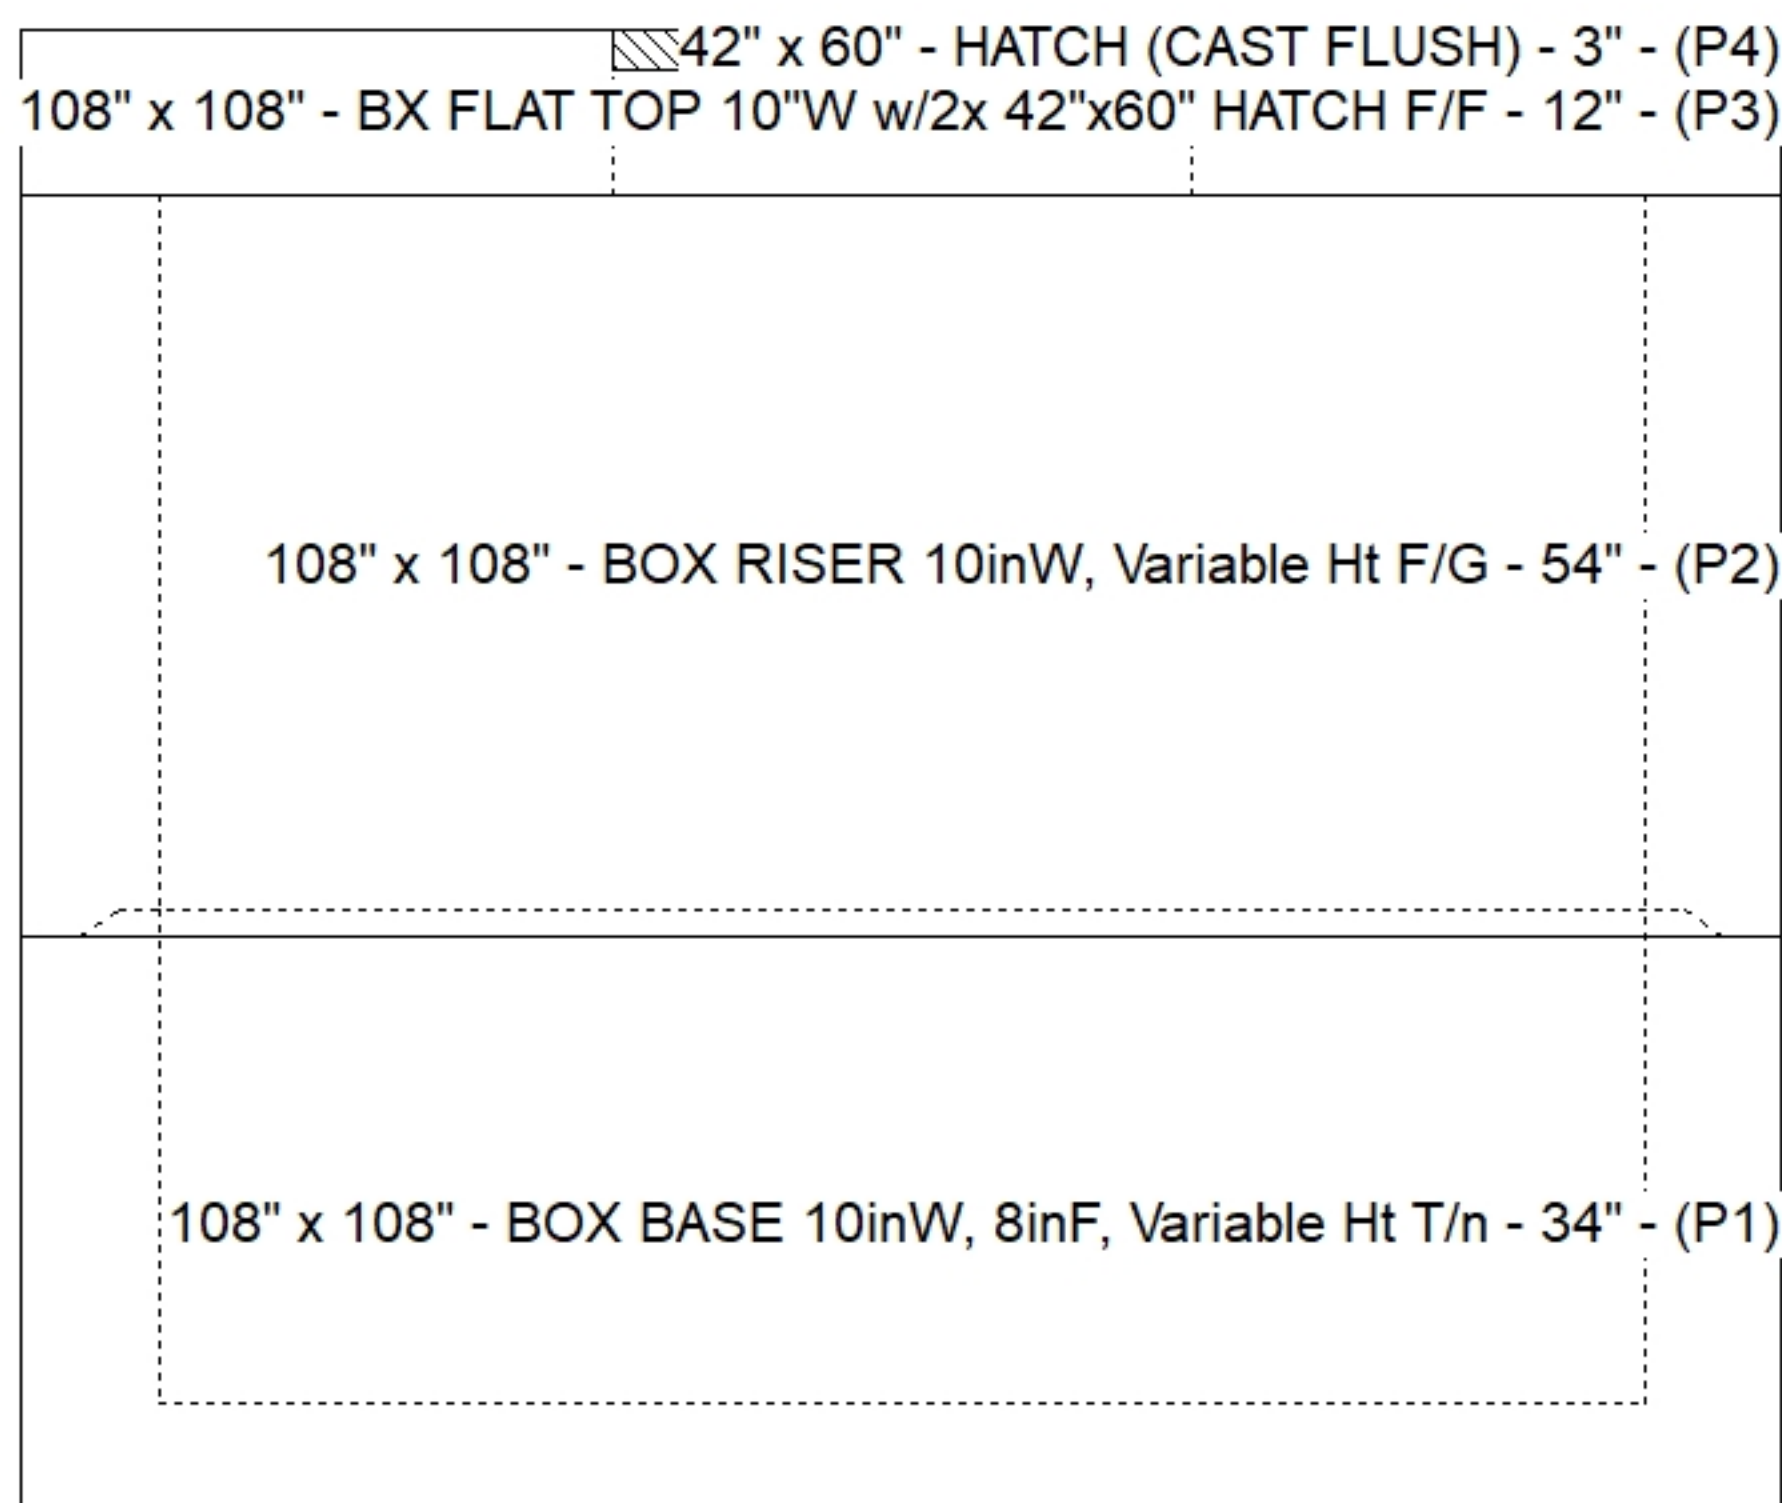 42" x 60" - HATCH (CAST FLUSH) - 3" - (P4)
108" x 108" - BX FLAT TOP 10"W w/2x 42"x60" HATCH F/F - 12" - (P3)
108" x 108" - BOX RISER 10inW, Variable Ht F/G - 54" - (P2)
108" x 108" - BOX BASE 10inW, 8inF, Variable Ht T/n - 34" - (P1)